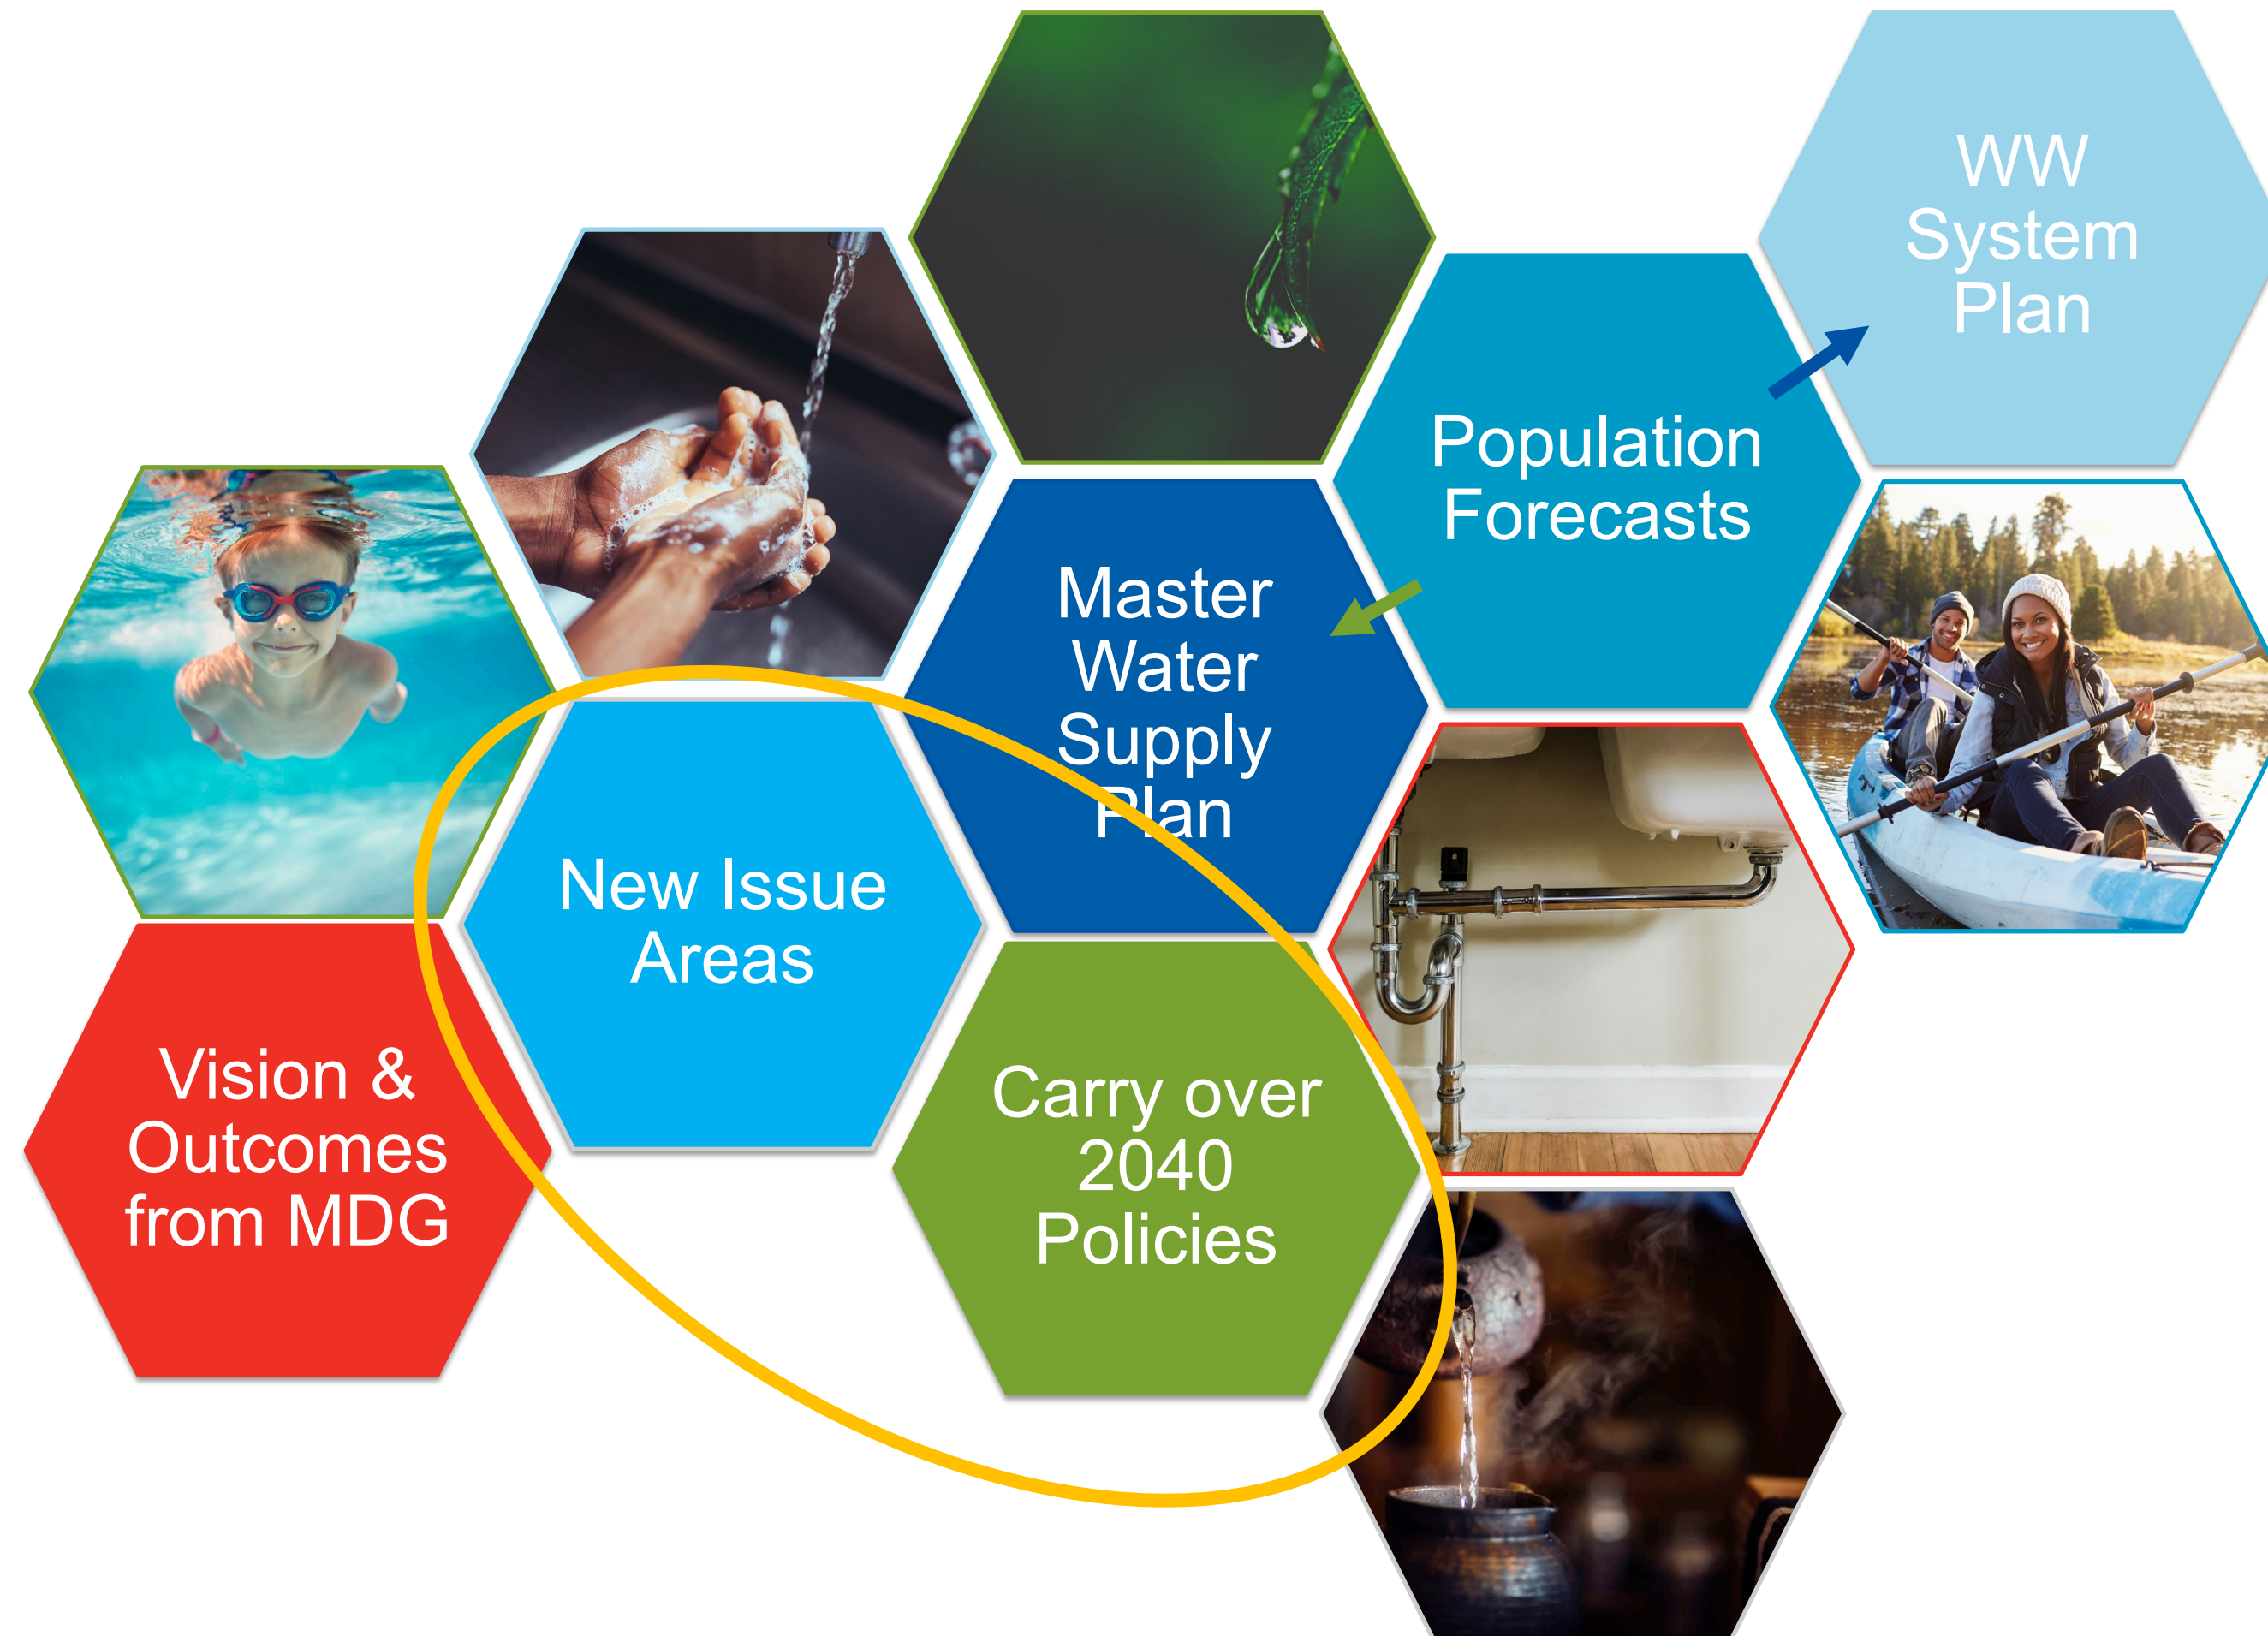 WW
System
Plan
Population
Forecasts
Master
Water
Supply
Plan
New Issue
Areas
Vision &
Outcomes
from MDG
Carry over
2040
Policies